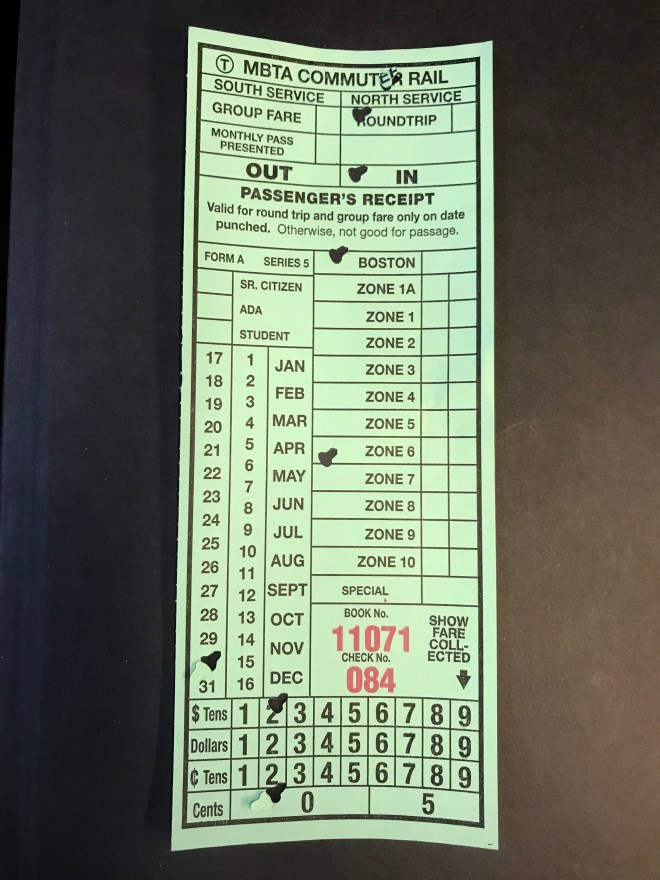 T MBTA COMMUTER RAIL
SOUTH SERVICE NORTH SERVICE
GROUP FARE ROUNDTRIP
MONTHLY PASS
PRESENTED
OUT IN
PASSENGER'S RECEIPT
Valid for round trip and group fare only on date
punched. Otherwise, not good for passage.
FORM A SERIES 5 BOSTON
SR. CITIZEN ZONE 1A
ADA ZONE 1
STUDENT ZONE 2
17 1 JAN ZONE 3
18 2 FEB ZONE 4
19 3 MAR ZONE 5
20 4 APR ZONE 6
21 5 MAY ZONE 7
22 6 JUN ZONE 8
23 7 JUL ZONE 9
24 8 AUG ZONE 10
25 9 SEPT SPECIAL
26 10 OCT
27 11 NOV
28 12 DEC
29 13
14
31 15
16
BOOK No.
11071
CHECK No.
084
SHOW
FARE
COLL-
ECTED
$ Tens 1 2 3 4 5 6 7 8 9
Dollars 1 2 3 4 5 6 7 8 9
¢ Tens 1 2 3 4 5 6 7 8 9
Cents 0 5